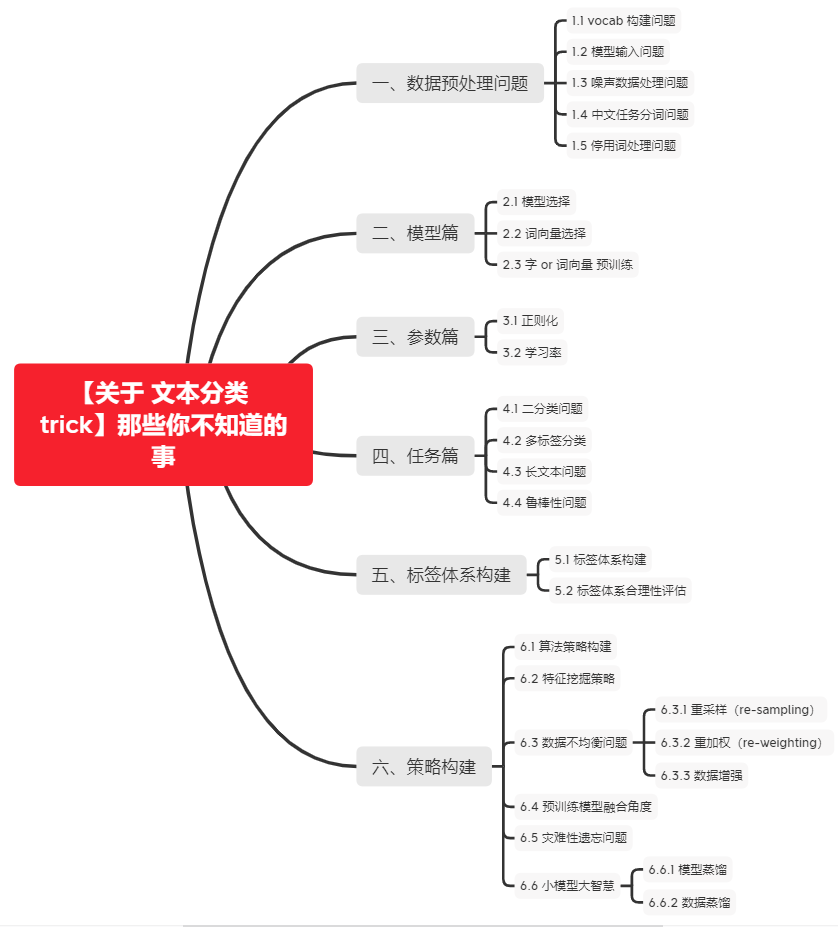 【关于 文本分类
trick】那些你不知道的
事
一、数据预处理问题
1.1 vocab 构建问题
1.2 模型输入问题
1.3 噪声数据处理问题
1.4 中文任务分词问题
1.5 停用词处理问题
二、模型篇
2.1 模型选择
2.2 词向量选择
2.3 字 or 词向量 预训练
三、参数篇
3.1 正则化
3.2 学习率
四、任务篇
4.1 二分类问题
4.2 多标签分类
4.3 长文本问题
4.4 鲁棒性问题
五、标签体系构建
5.1 标签体系构建
5.2 标签体系合理性评估
六、策略构建
6.1 算法策略构建
6.2 特征挖掘策略
6.3 数据不均衡问题
6.3.1 重采样（re-sampling）
6.3.2 重加权（re-weighting）
6.3.3 数据增强
6.4 预训练模型融合角度
6.5 灾难性遗忘问题
6.6 小模型大智慧
6.6.1 模型蒸馏
6.6.2 数据蒸馏